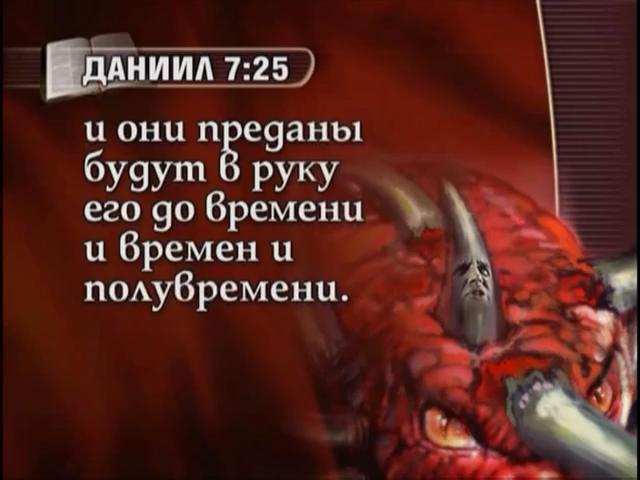 ДАНИИЛ 7:25
и они преданы
будут в руку
его до времени
и времен и
полувремени.